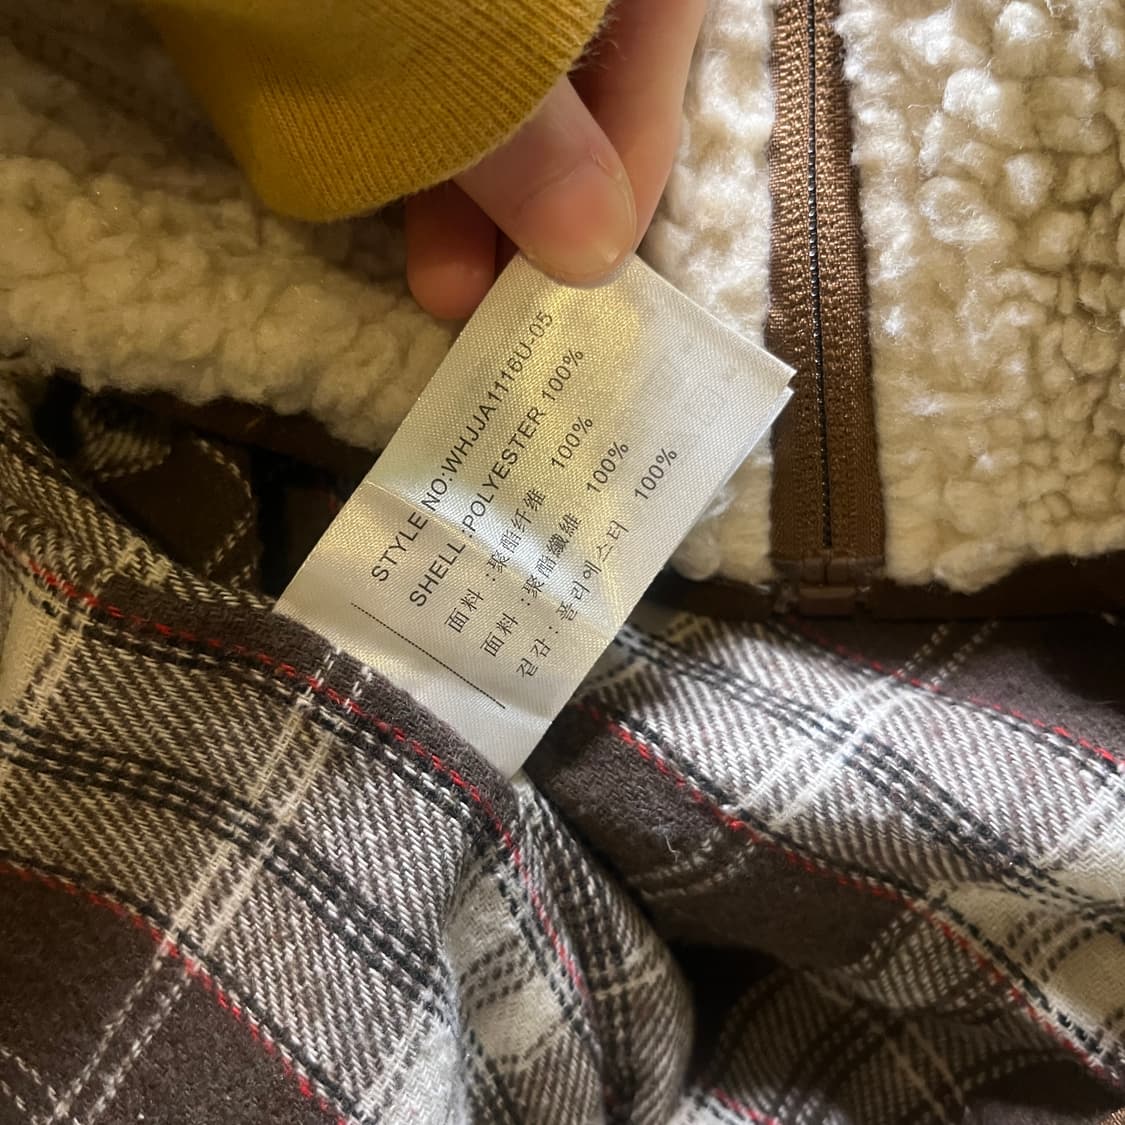 STYLE NO:WHJJA1116U-05
SHELL :POLYESTER 100%
面料 :聚酯纤维 100%
面料 :聚酯纖維 100%
겉감 : 폴리에스터 100%